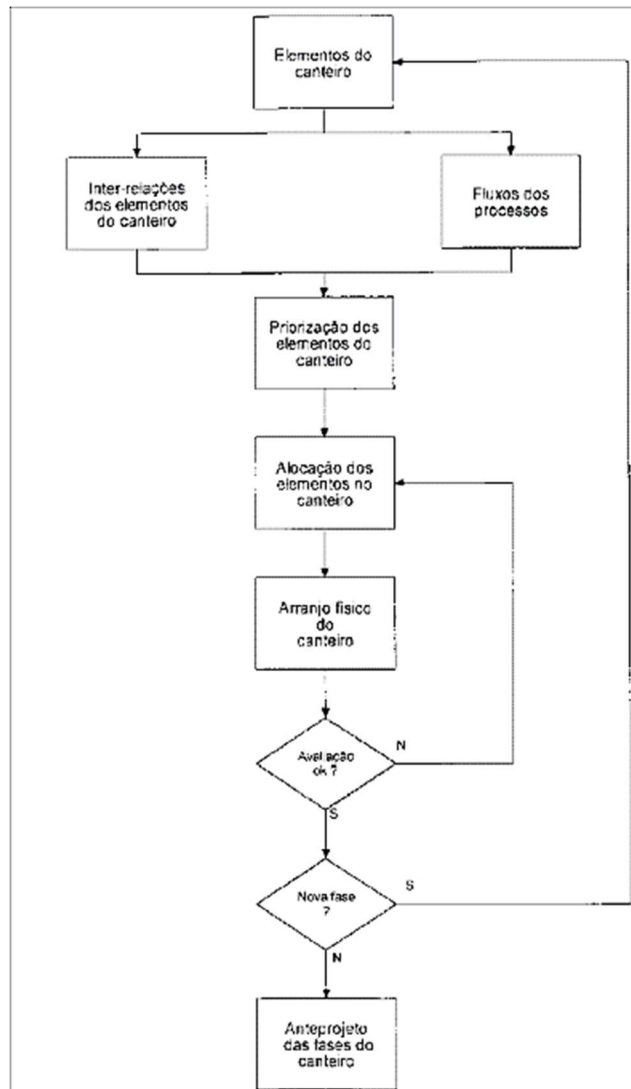 Elementos do
canteiro
Inter-relações
dos elementos
do canteiro
Fluxos dos
processos
Priorização dos
elementos do
canteiro
Alocação dos
elementos no
canteiro
Arranjo físico
do
canteiro
Avaliação
ok ?
N
S
Nova fase
?
S
N
Anteprojeto
das fases do
canteiro